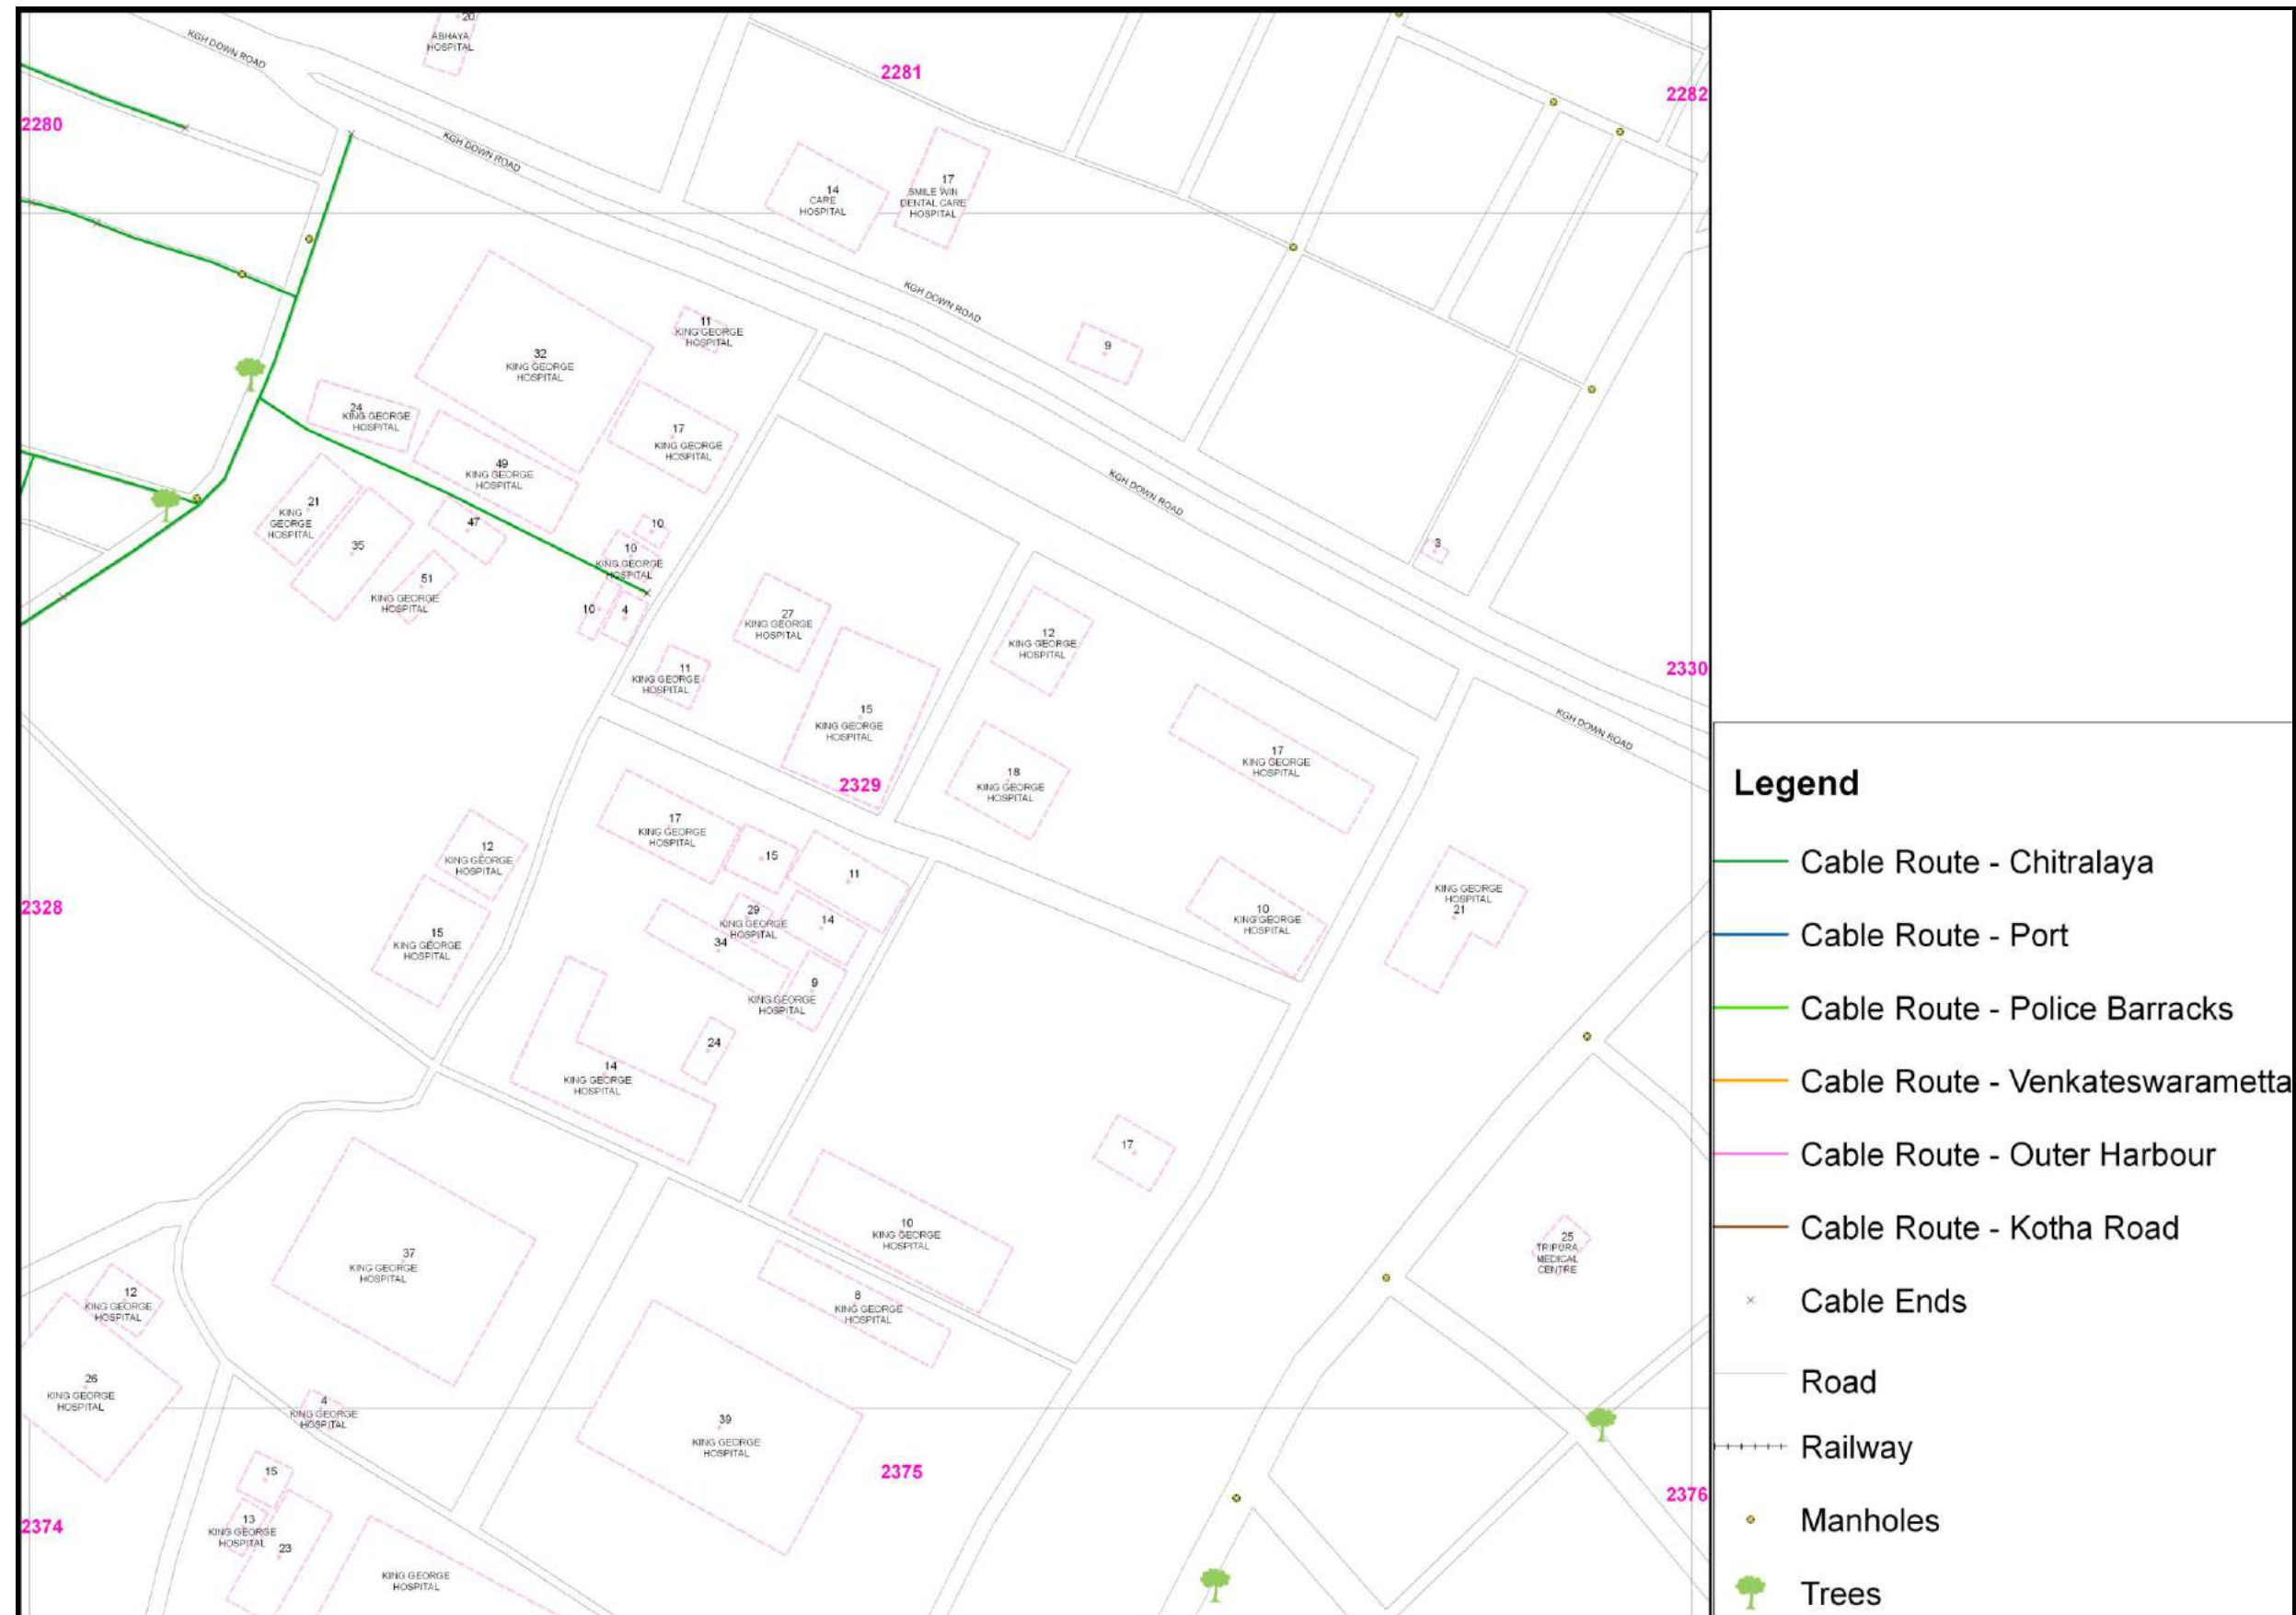 20
ABHAYA
HOSPITAL
KGH DOWN ROAD
2281
2282
2280
KGH DOWN ROAD
14
CARE
HOSPITAL
17
SMILE WIN
DENTAL CARE
HOSPITAL
KGH DOWN ROAD
11
KING GEORGE
HOSPITAL
32
KING GEORGE
HOSPITAL
9
24
KING GEORGE
HOSPITAL
17
KING GEORGE
HOSPITAL
49
KING GEORGE
HOSPITAL
KGH DOWN ROAD
21
KING
GEORGE
HOSPITAL
35
47
10
10
KING GEORGE
HOSPITAL
3
51
KING GEORGE
HOSPITAL
10
4
27
KING GEORGE
HOSPITAL
12
KING GEORGE
HOSPITAL
11
KING GEORGE
HOSPITAL
2330
15
KING GEORGE
HOSPITAL
KGH DOWN ROAD
17
KING GEORGE
HOSPITAL
18
KING GEORGE
HOSPITAL
2329
17
KING GEORGE
HOSPITAL
12
KING GEORGE
HOSPITAL
15
11
2328
15
KING GEORGE
HOSPITAL
29
KING GEORGE
HOSPITAL
14
34
10
KING GEORGE
HOSPITAL
KING GEORGE
HOSPITAL
21
9
KING GEORGE
HOSPITAL
24
14
KING GEORGE
HOSPITAL
17
10
KING GEORGE
HOSPITAL
25
TRIPURA
MEDICAL
CENTRE
37
KING GEORGE
HOSPITAL
12
KING GEORGE
HOSPITAL
8
KING GEORGE
HOSPITAL
26
KING GEORGE
HOSPITAL
4
KING GEORGE
HOSPITAL
39
KING GEORGE
HOSPITAL
15
2375
2376
2374
13
KING GEORGE
HOSPITAL
23
KING GEORGE
HOSPITAL
Legend
Cable Route - Chitralaya
Cable Route - Port
Cable Route - Police Barracks
Cable Route - Venkateswarametta
Cable Route - Outer Harbour
Cable Route - Kotha Road
Cable Ends
Road
Railway
Manholes
Trees